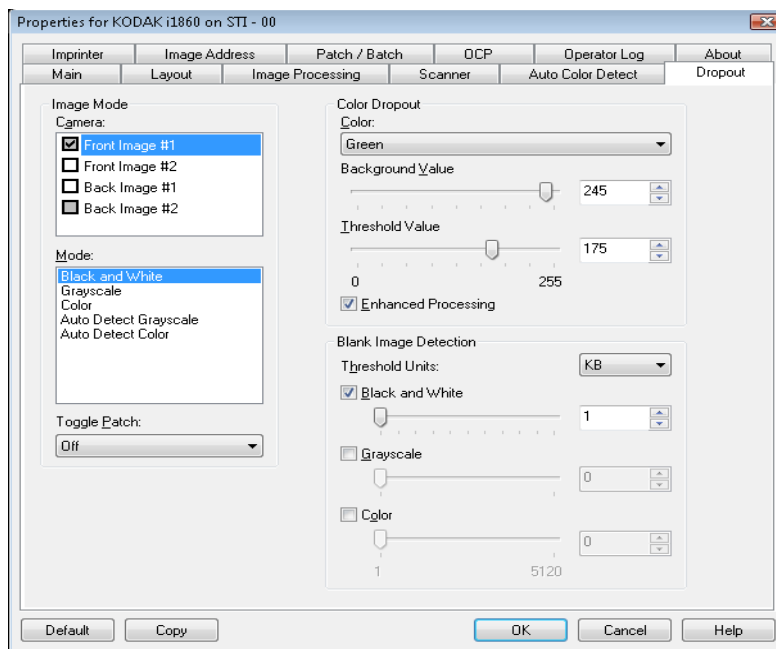 Properties for KODAK i1860 on STI - 00
Imprinter Image Address Patch / Batch OCP Operator Log About
Main Layout Image Processing Scanner Auto Color Detect Dropout
Image Mode
Camera:
Front Image #1
Front Image #2
Back Image #1
Back Image #2
Mode:
Black and White
Grayscale
Color
Auto Detect Grayscale
Auto Detect Color
Toggle Patch:
Off
Color Dropout
Color:
Green
Background Value
245
Threshold Value
175
0 255
Enhanced Processing
Blank Image Detection
Threshold Units: KB
Black and White
1
Grayscale
0
Color
0
1 5120
Default Copy OK Cancel Help